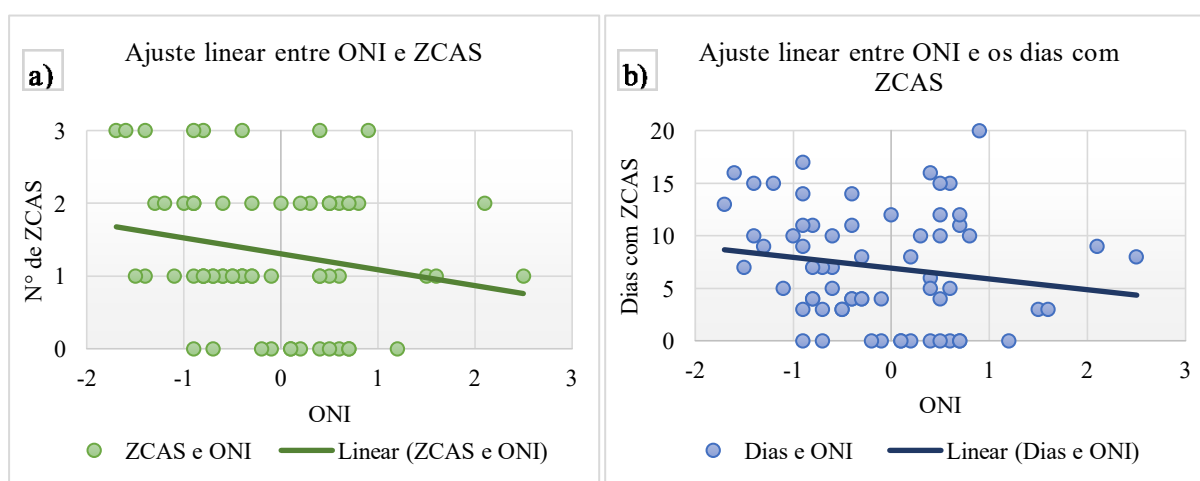 a)
Ajuste linear entre ONI e ZCAS
N° de ZCAS
3
2
1
0
-2
-1
0
1
2
3
ONI
ZCAS e ONI
Linear (ZCAS e ONI)
b)
Ajuste linear entre ONI e os dias com
ZCAS
Dias com ZCAS
20
15
10
5
0
-2
-1
0
1
2
3
ONI
Dias e ONI
Linear (Dias e ONI)